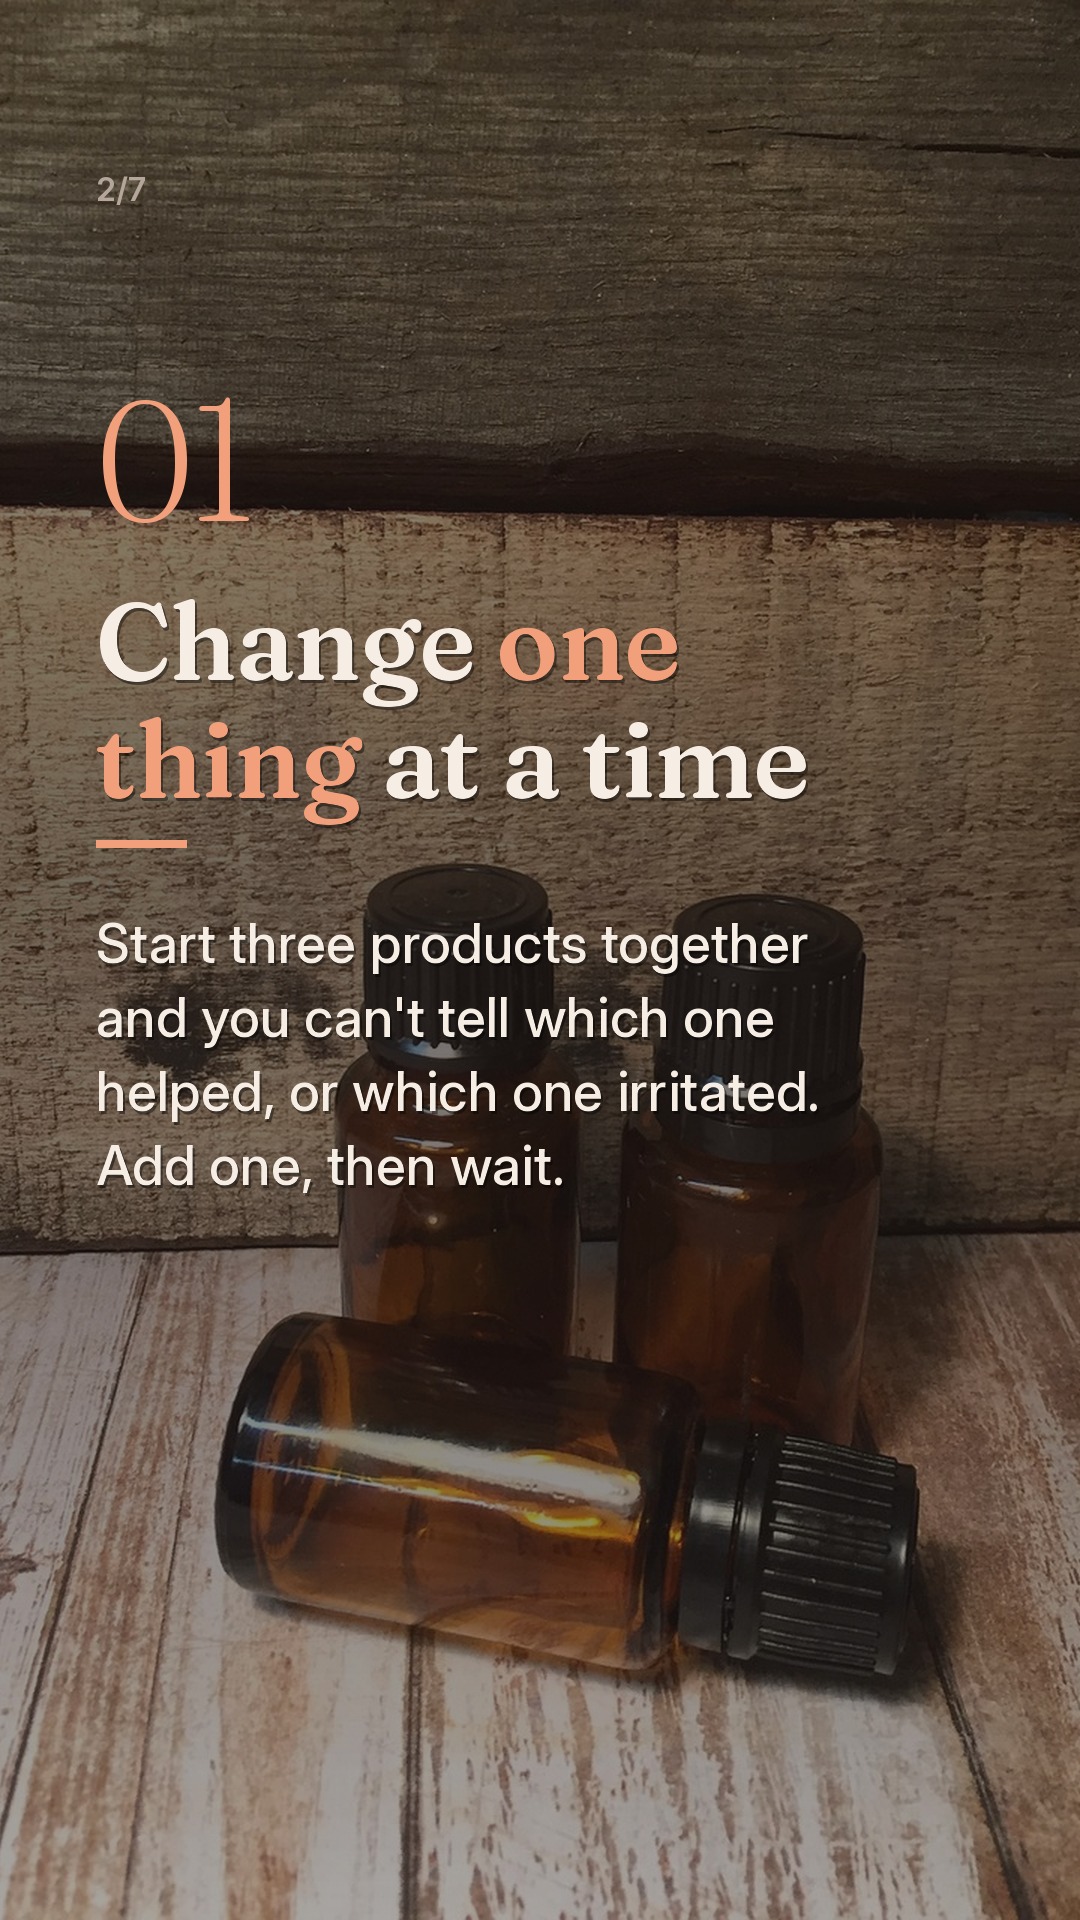 2/7
01
Change one
thing at a time
Start three products together
and you can't tell which one
helped, or which one irritated.
Add one, then wait.